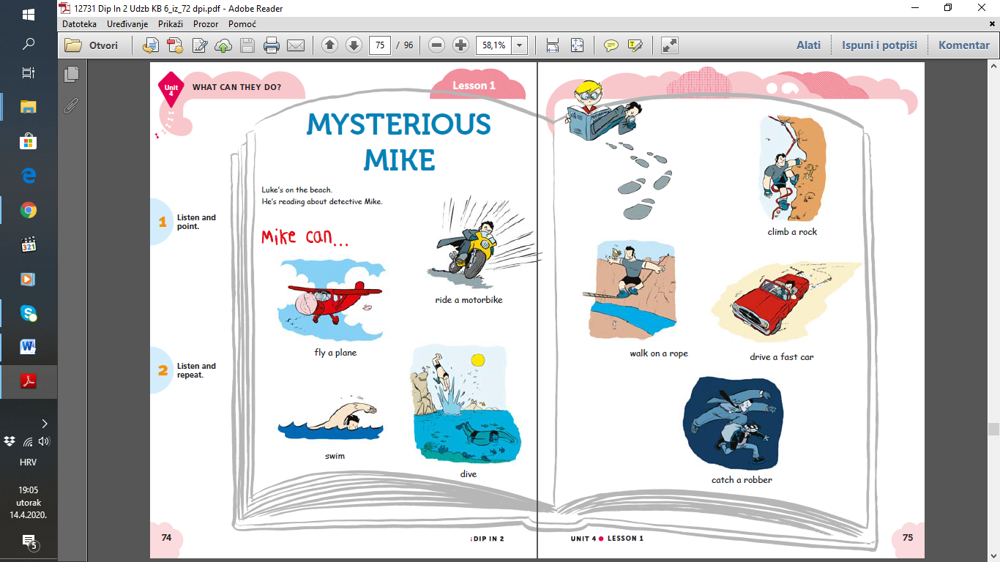 12731 Dip In 2 Udzb KB 6_iz_72 dpi.pdf - Adobe Reader
Datoteka Uređivanje Prikaži Prozor Pomoć
Otvori 75 / 96 58,1% Alati Ispuni i potpiši Komentar
Unit 4
WHAT CAN THEY DO?
Lesson 1
MYSTERIOUS
MIKE
Luke's on the beach.
He's reading about detective Mike.
1 Listen and
point.
Mike can...
ride a motorbike
fly a plane
2 Listen and
repeat.
swim
dive
climb a rock
walk on a rope
drive a fast car
catch a robber
74
DIP IN 2
UNIT 4 LESSON 1
75
321
HRV
19:05
utorak
14.4.2020.
5